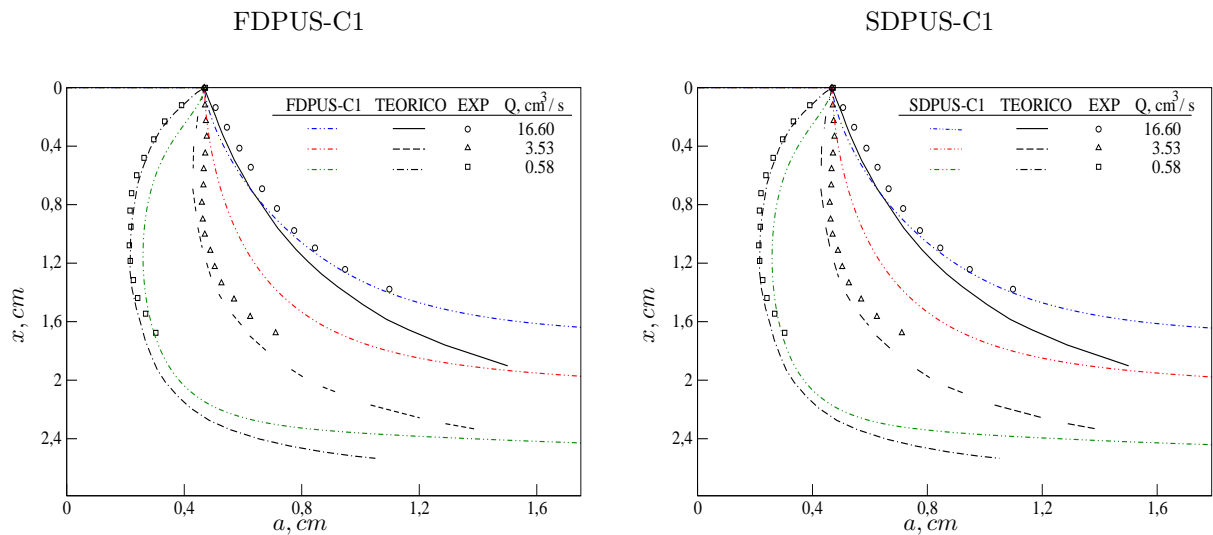 FDPUS-C1
FDPUS-C1 TEORICO EXP Q, cm³/ s
16.60
3.53
0.58
0
0,4
0,8
1,2
1,6
2
2,4
x, cm
0 0,4 0,8 1,2 1,6
a, cm
SDPUS-C1
SDPUS-C1 TEORICO EXP Q, cm³/ s
16.60
3.53
0.58
0
0,4
0,8
1,2
1,6
2
2,4
x, cm
0 0,4 0,8 1,2 1,6
a, cm